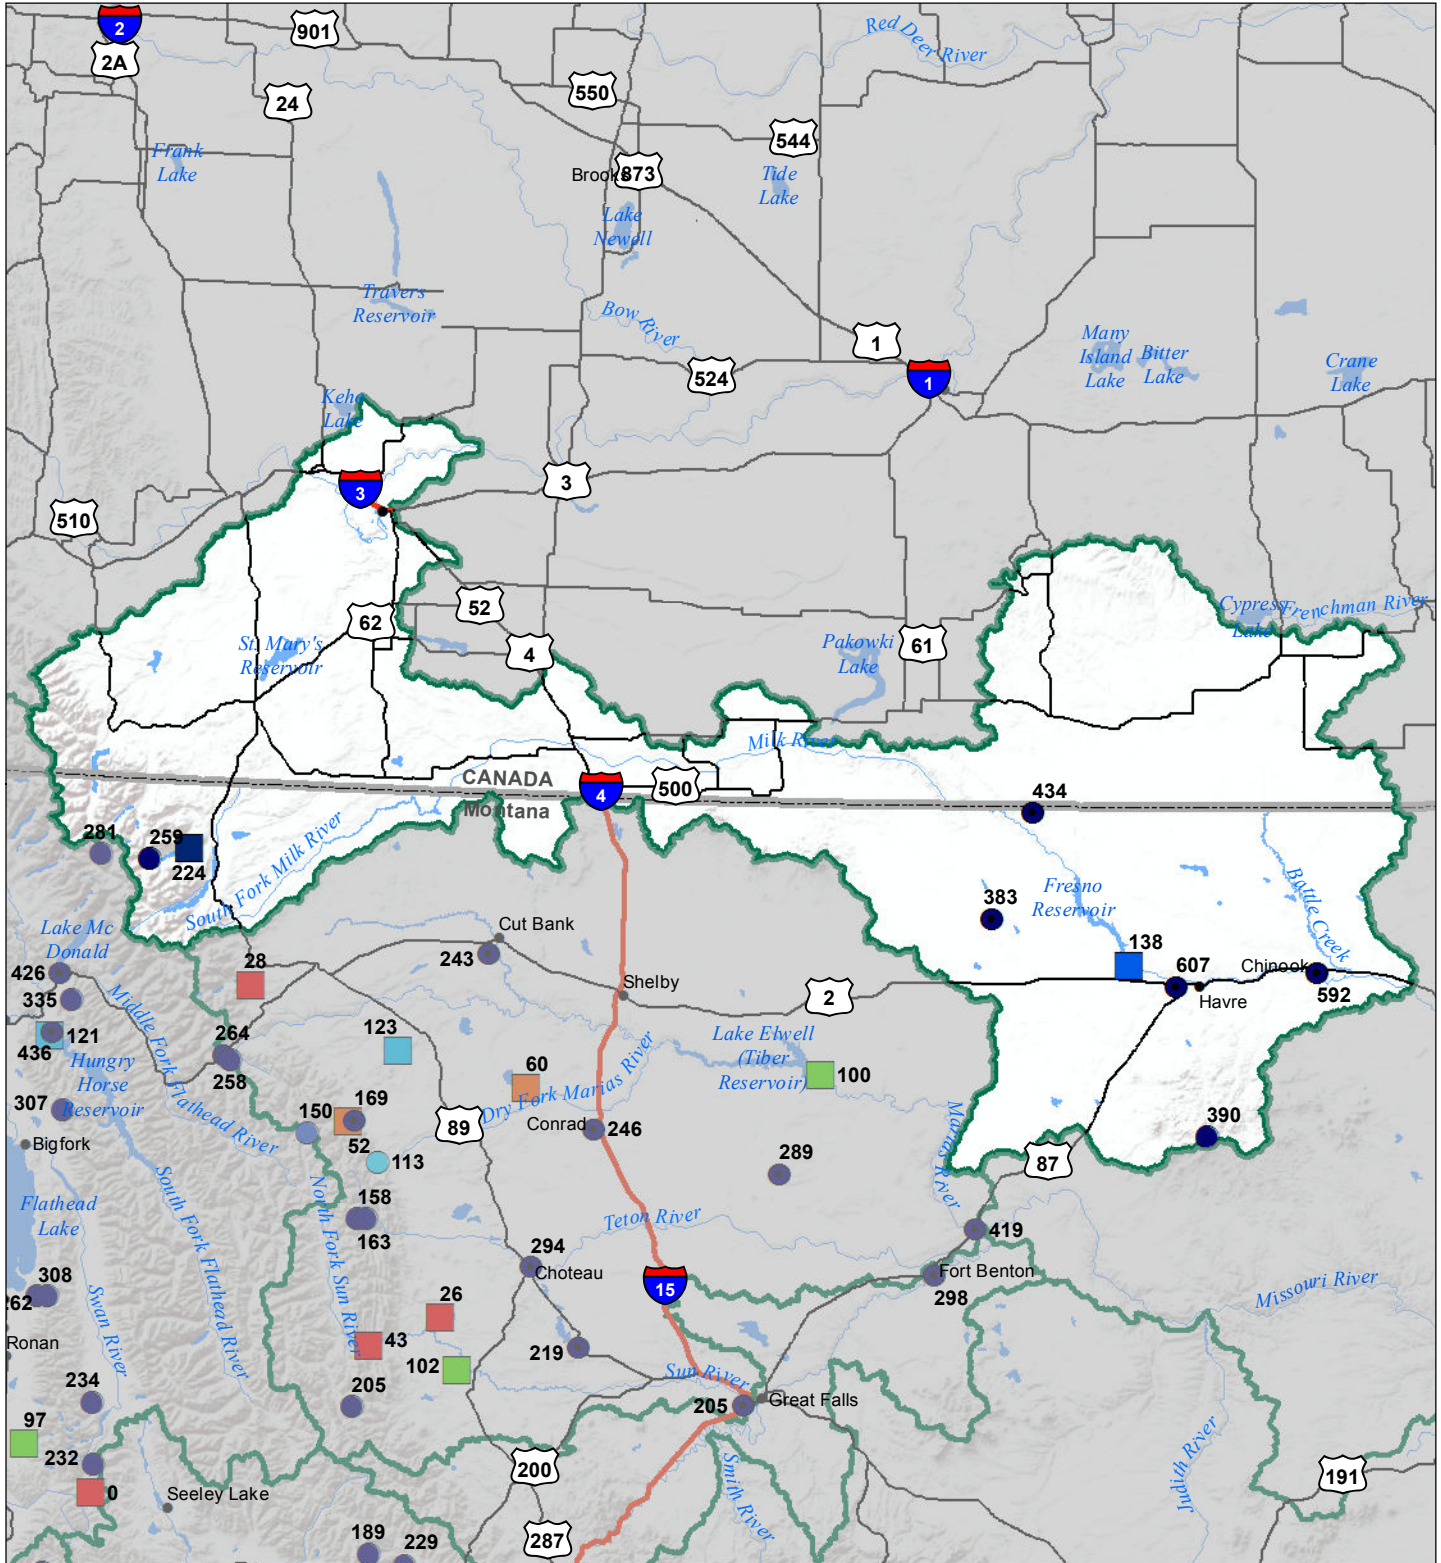 2
901
2A
24
550
Red Deer River
544
Frank
Lake
Brooks
873
Tide
Lake
Lake
Newell
Travers
Reservoir
Bow River
1
524
1
Many
Island
Lake
Bitter
Lake
Crane
Lake
Keho
Lake
3
3
510
52
62
4
St. Mary's
Reservoir
Pakowki
Lake
61
Cypress
Lake
Frenchman River
Milk River
CANADA
Montana
4
500
434
281
259
224
South Fork Milk River
383
Fresno
Reservoir
Battle Creek
Lake Mc
Donald
Cut Bank
243
28
138
607
Havre
Chinook
592
426
335
Shelby
2
436
121
Middle Fork Flathead River
264
258
123
60
Lake Elwell
(Tiber
Reservoir)
100
Hungry
Horse
Reservoir
307
Bigfork
150
169
52
113
89
Dry Fork Marias River
Conrad
246
289
Marias River
87
390
Flathead
Lake
South Fork Flathead River
North Fork Sun River
158
163
Teton River
419
294
Choteau
15
Fort Benton
298
Missouri River
308
262
Swan River
26
43
102
219
Ronan
Sun River
234
205
205
Great Falls
97
232
0
Seeley Lake
200
Smith River
Judith River
191
189
229
287